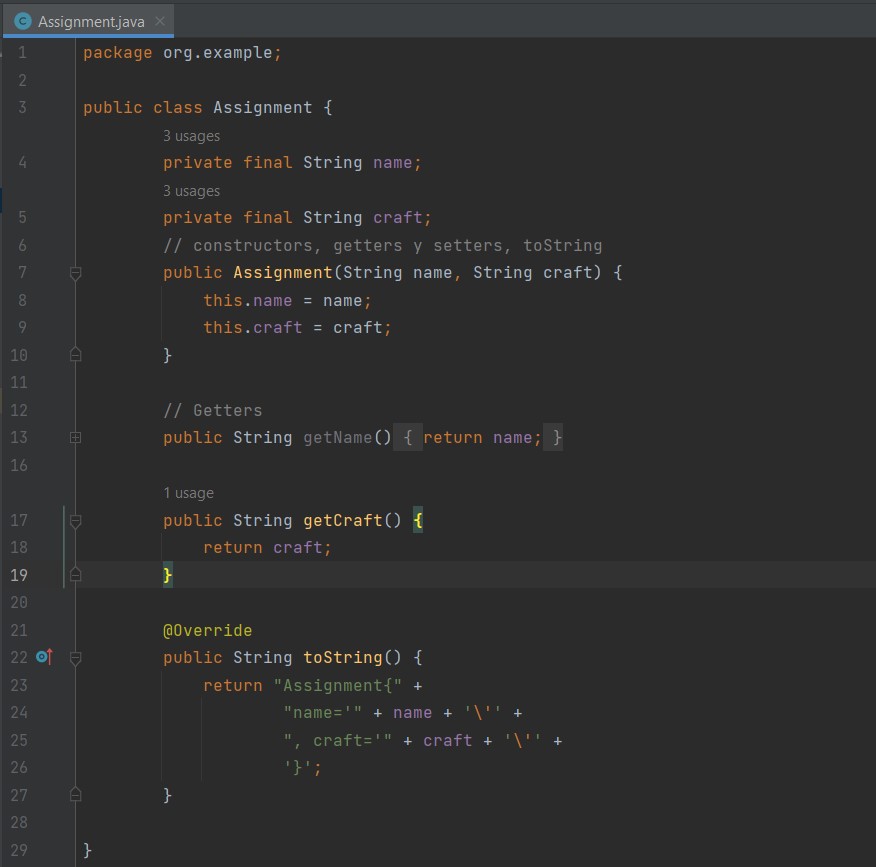 Assignment.java
1 package org.example;
2
3 public class Assignment {
3 usages
4 private final String name;
3 usages
5 private final String craft;
6 // constructors, getters y setters, toString
7 public Assignment(String name, String craft) {
8 this.name = name;
9 this.craft = craft;
10 }
11
12 // Getters
13 public String getName() { return name; }
16
1 usage
17 public String getCraft() {
18 return craft;
19 }
20
21 @Override
22 public String toString() {
23 return "Assignment{" +
24 "name='" + name + '\'' +
25 ", craft='" + craft + '\'' +
26 '}';
27 }
28
29 }